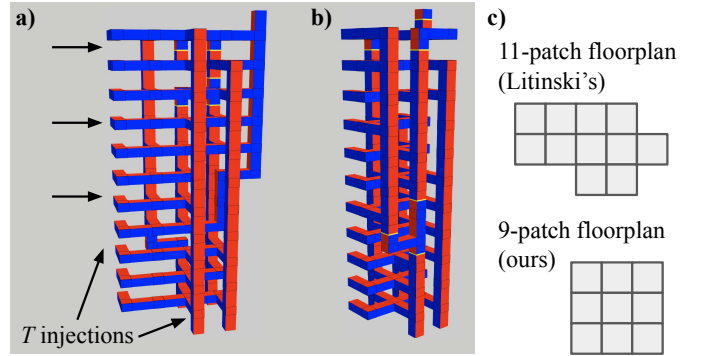 a)
b)
c)
11-patch floorplan
(Litinski's)
9-patch floorplan
(ours)
T injections